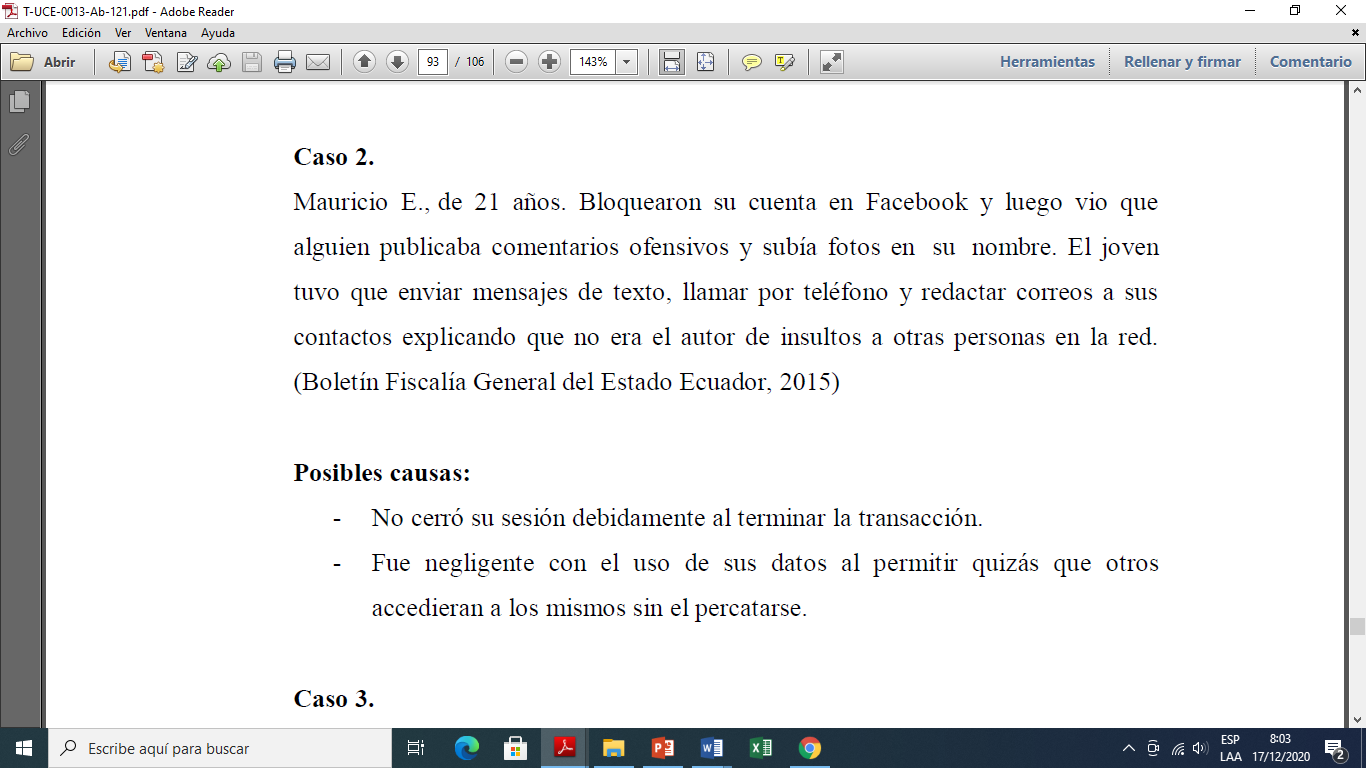 T-UCE-0013-Ab-121.pdf - Adobe Reader
Archivo Edición Ver Ventana Ayuda
Abrir 93 / 106 143% Herramientas Rellenar y firmar Comentario
Caso 2.
Mauricio E., de 21 años. Bloquearon su cuenta en Facebook y luego vio que
alguien publicaba comentarios ofensivos y subía fotos en su nombre. El joven
tuvo que enviar mensajes de texto, llamar por teléfono y redactar correos a sus
contactos explicando que no era el autor de insultos a otras personas en la red.
(Boletín Fiscalía General del Estado Ecuador, 2015)
Posibles causas:
- No cerró su sesión debidamente al terminar la transacción.
- Fue negligente con el uso de sus datos al permitir quizás que otros
accedieran a los mismos sin el percatarse.
Caso 3.
Escribe aquí para buscar
ESP 8:03
LAA 17/12/2020 2